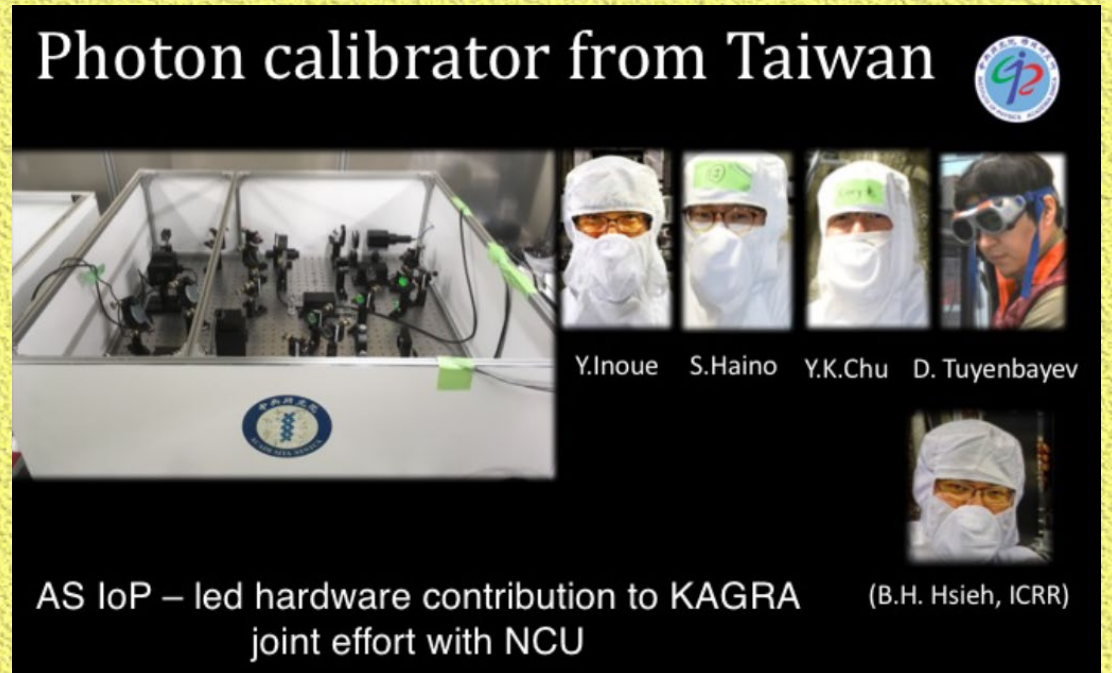 Photon calibrator from Taiwan
Y.Inoue
S.Haino
Y.K.Chu
D. Tuyenbayev
(B.H. Hsieh, ICRR)
AS IoP – led hardware contribution to KAGRA
joint effort with NCU